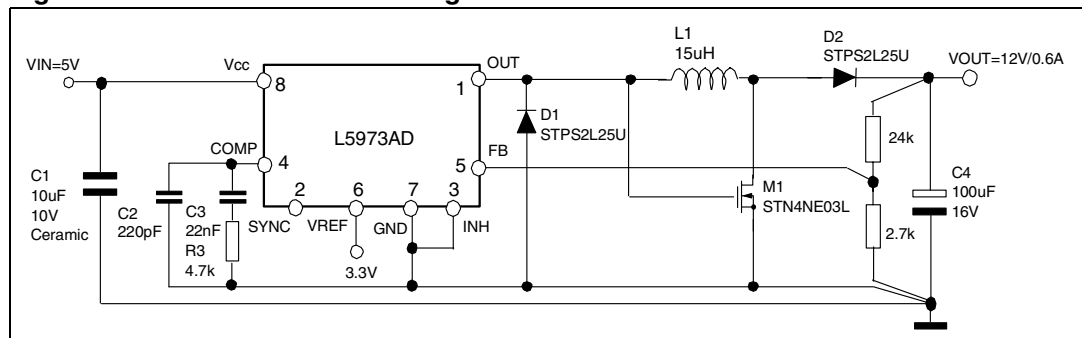 VIN=5V
Vcc
8
OUT
1
L1
15uH
D2
STPS2L25U
VOUT=12V/0.6A
L5973AD
D1
STPS2L25U
24k
COMP
4
FB
5
C1
10uF
10V
Ceramic
C2
220pF
C3
22nF
R3
4.7k
2
SYNC
6
VREF
3.3V
7
GND
3
INH
M1
STN4NE03L
2.7k
C4
100uF
16V